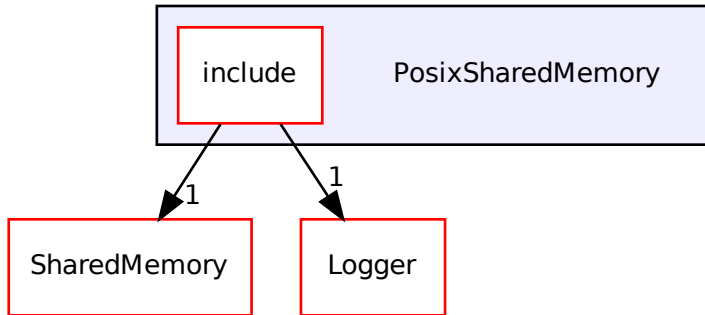 include
PosixSharedMemory
1
1
SharedMemory
Logger